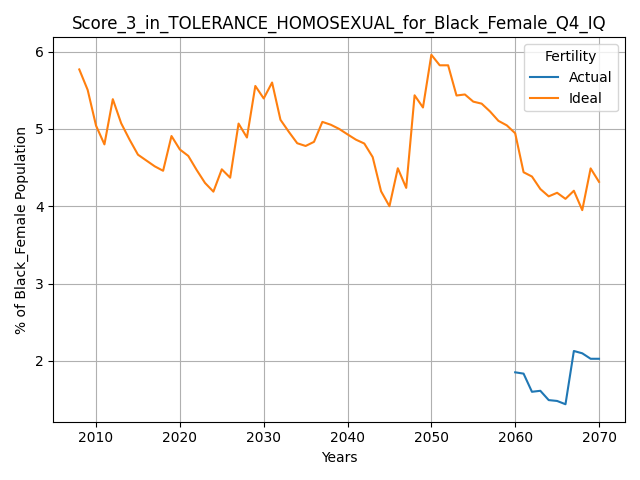 Score_3_in_TOLERANCE_HOMOSEXUAL_for_Black_Female_Q4_IQ
Fertility
Actual
Ideal
% of Black_Female Population
6
5
4
3
2
2010 2020 2030 2040 2050 2060 2070
Years